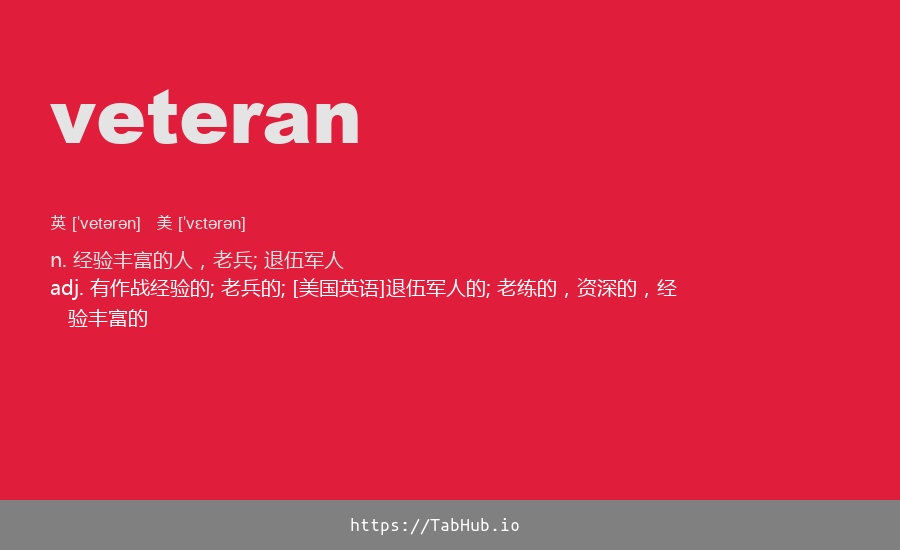 veteran
英 ['vetərən] 美 ['vɛtərən]
n. 经验丰富的人，老兵; 退伍军人
adj. 有作战经验的; 老兵的; [美国英语]退伍军人的; 老练的，资深的，经
验丰富的
https://TabHub.io